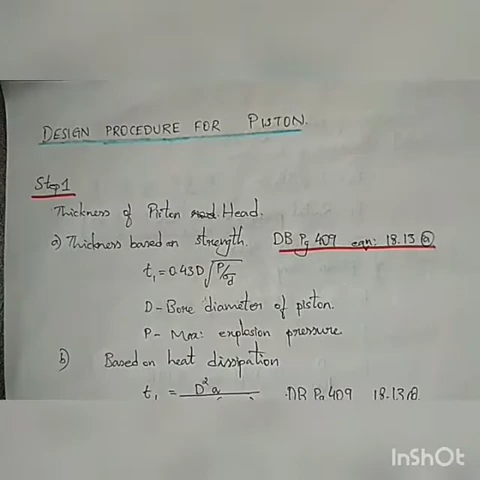 DESIGN PROCEDURE FOR PISTON.
Step 1
Thickness of Piston Head.
a) Thickness based on strength. DB Pg 409 eqn: 18.13 (a)
t₁ = 0.43D √P/σd
D - Bore diameter of piston.
P - Max: explosion pressure.
b) Based on heat dissipation
t₁ = D²q DB Pg 409 18.13
InShOt